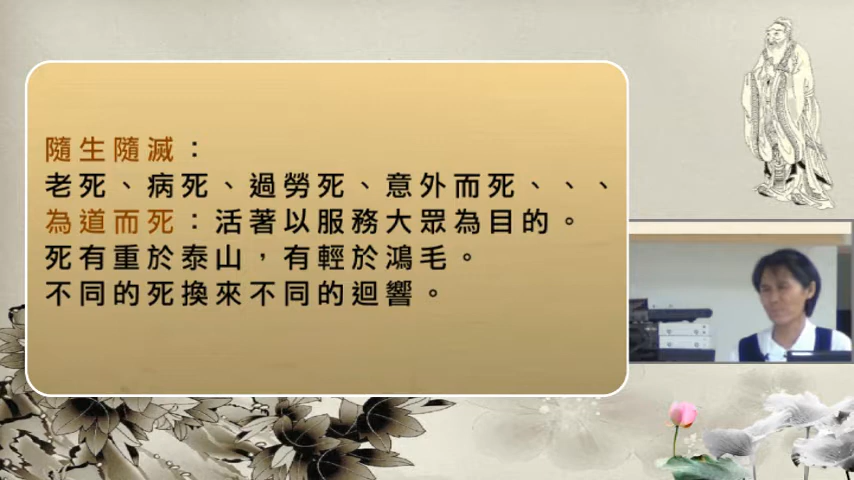 隨生隨滅：
老死、病死、過勞死、意外而死、、、
為道而死：活著以服務大眾為目的。
死有重於泰山，有輕於鴻毛。
不同的死換來不同的迴響。